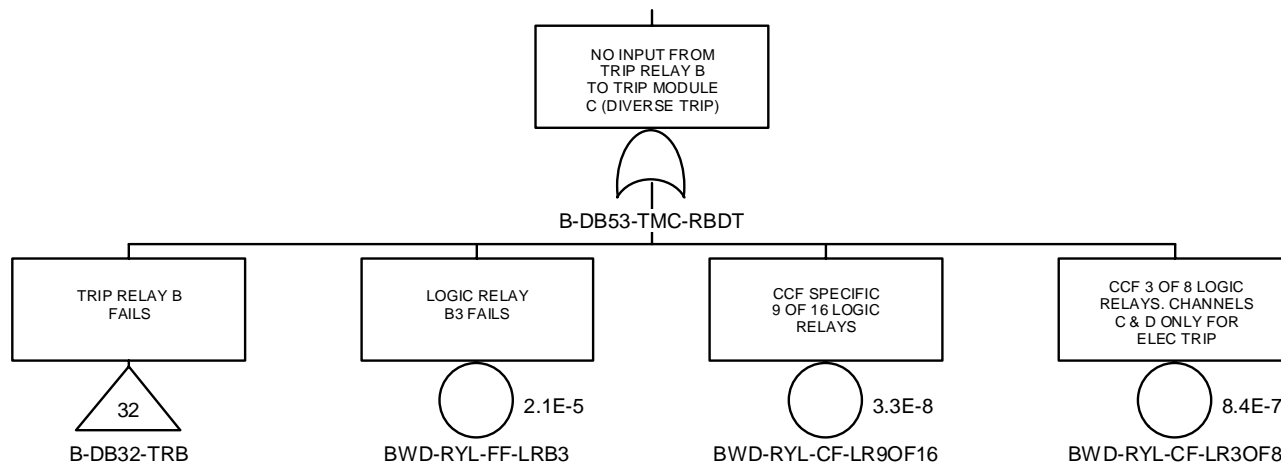 NO INPUT FROM
TRIP RELAY B
TO TRIP MODULE
C (DIVERSE TRIP)
B-DB53-TMC-RBDT
TRIP RELAY B
FAILS
LOGIC RELAY
B3 FAILS
CCF SPECIFIC
9 OF 16 LOGIC
RELAYS
CCF 3 OF 8 LOGIC
RELAYS. CHANNELS
C & D ONLY FOR
ELEC TRIP
32
2.1E-5
3.3E-8
8.4E-7
B-DB32-TRB
BWD-RYL-FF-LRB3
BWD-RYL-CF-LR9OF16
BWD-RYL-CF-LR3OF8